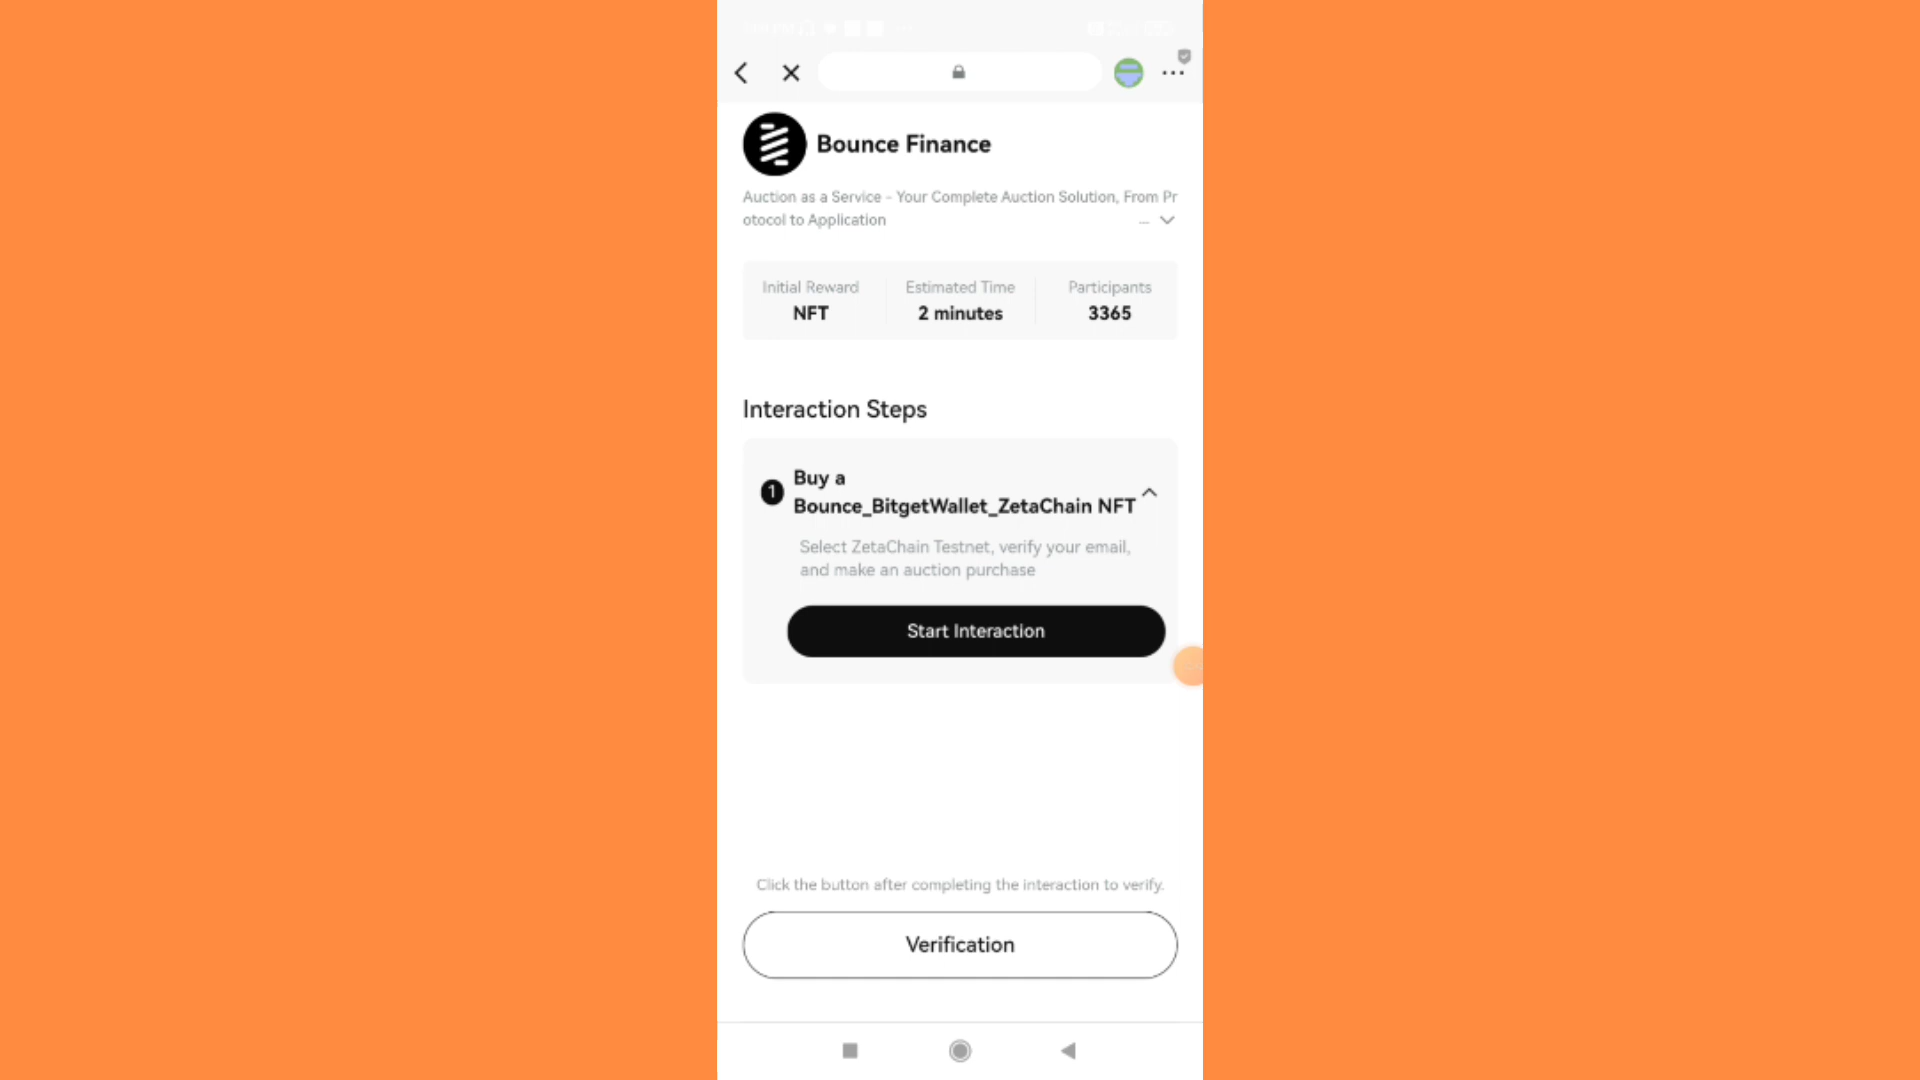 Bounce Finance
Auction as a Service - Your Complete Auction Solution, From Pr
otocol to Application
Initial Reward
NFT
Estimated Time
2 minutes
Participants
3365
Interaction Steps
1
Buy a
Bounce_BitgetWallet_ZetaChain NFT
Select ZetaChain Testnet, verify your email,
and make an auction purchase
Start Interaction
Click the button after completing the interaction to verify.
Verification